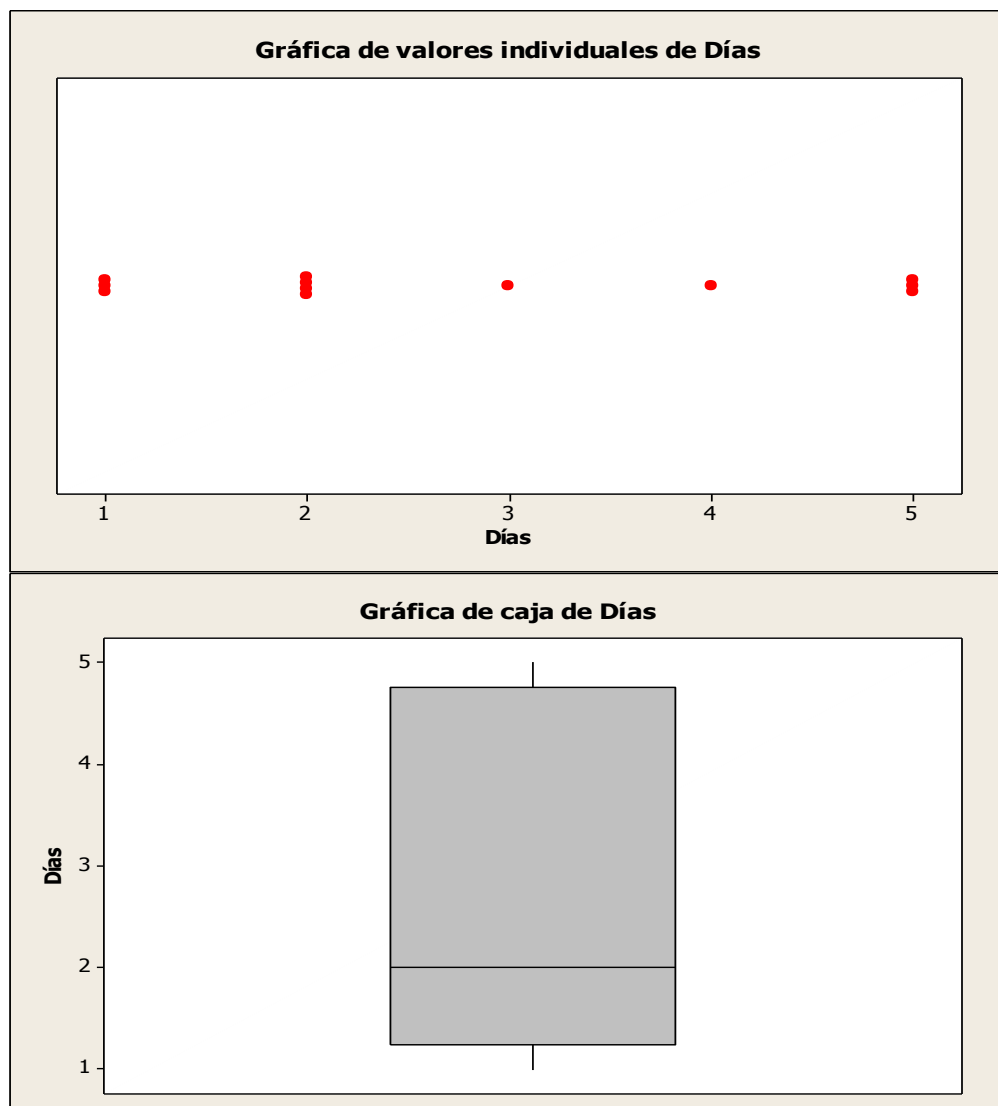 Gráfica de valores individuales de Días
1 2 3 4 5
Días
Gráfica de caja de Días
5
4
3
2
1
Días